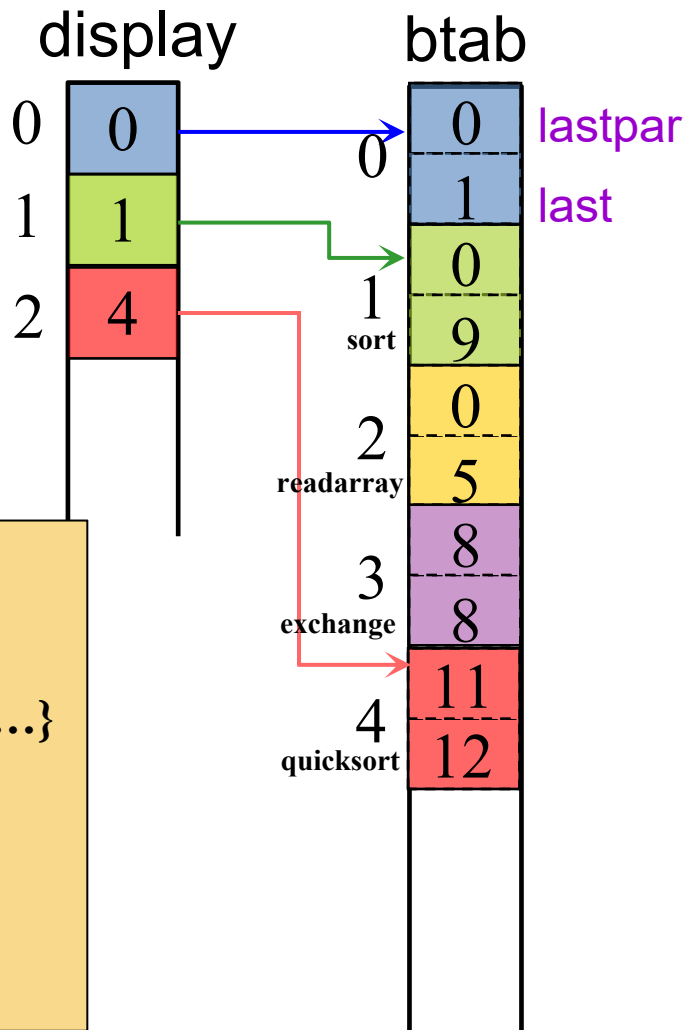 display btab
0 0 0 lastpar
0
1 1 1 last
0
2 4 1
sort 9
0
2
readarray 5
8
3
exchange 8
...} 11
4
quicksort 12